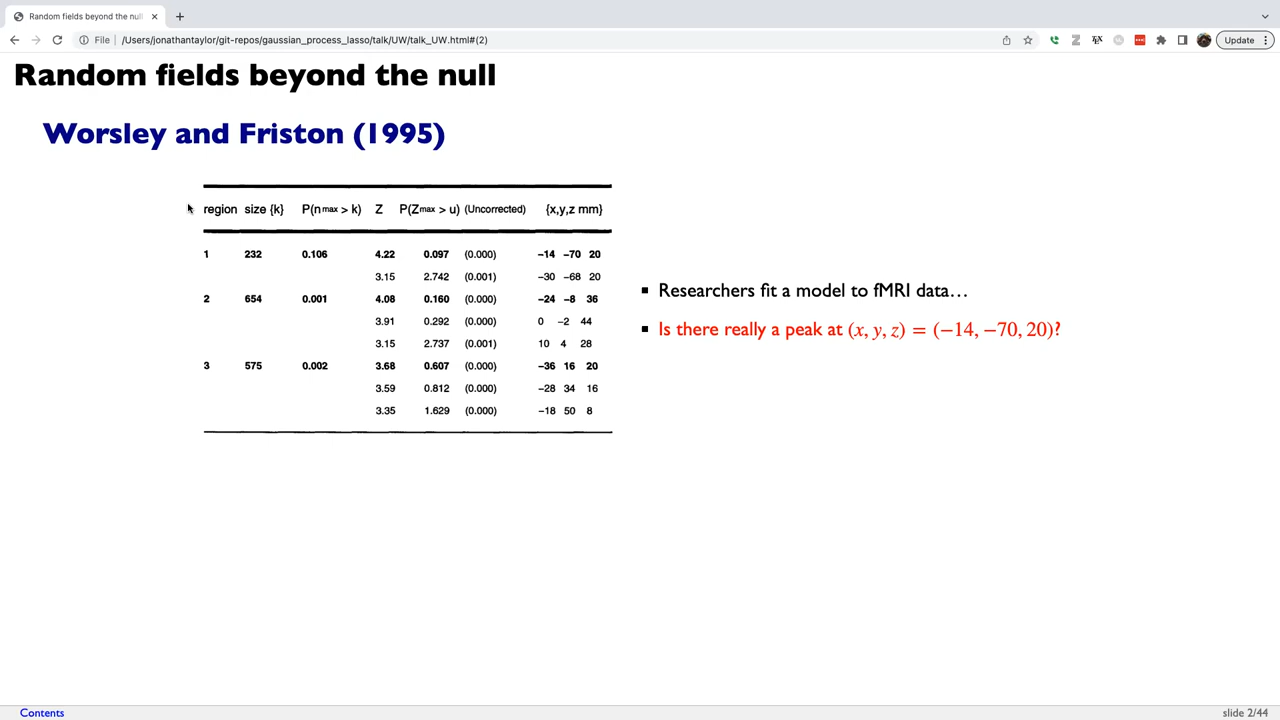 Random fields beyond the null
File /Users/jonathantaylor/git-repos/gaussian_process_lasso/talk/UW/talk_UW.html#(2)
Update
Random fields beyond the null
Worsley and Friston (1995)
region size {k} P(nmax > k) Z P(Zmax > u) (Uncorrected) {x,y,z mm}
1 232 0.106 4.22 0.097 (0.000) −14 −70 20
3.15 2.742 (0.001) −30 −68 20
2 654 0.001 4.08 0.160 (0.000) −24 −8 36
3.91 0.292 (0.000) 0 −2 44
3.15 2.737 (0.001) 10 4 28
3 575 0.002 3.68 0.607 (0.000) −36 16 20
3.59 0.812 (0.000) −28 34 16
3.35 1.629 (0.000) −18 50 8
Researchers fit a model to fMRI data…
Is there really a peak at (x, y, z) = (−14, −70, 20)?
Contents
slide 2/44